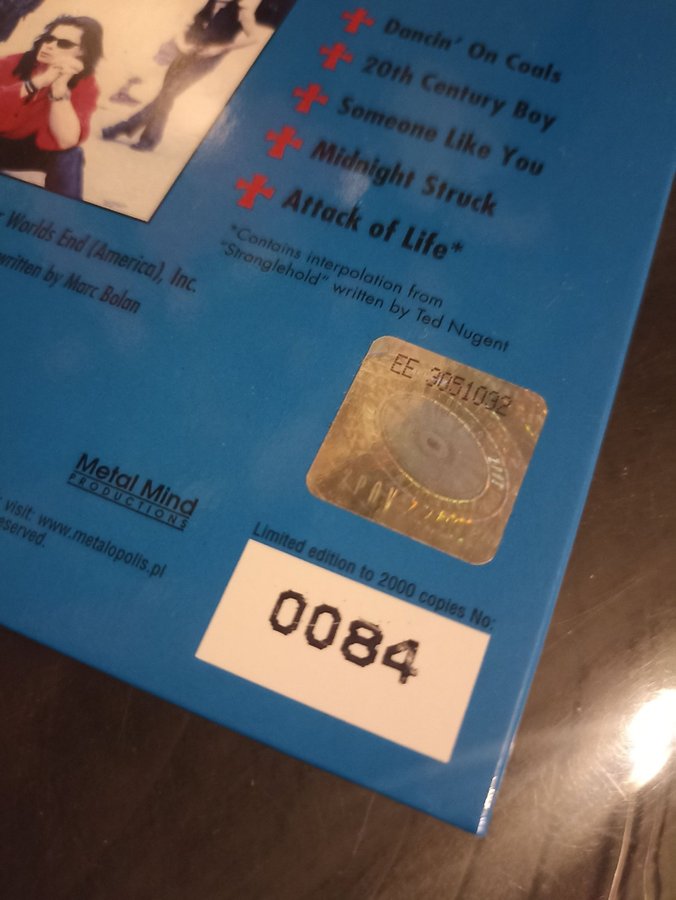 Dancin' On Coals
20th Century Boy
Someone Like You
Midnight Struck
Attack of Life*
*Contains interpolation from
"Stranglehold" written by Ted Nugent
Worlds End (America), Inc.
written by Marc Bolan
EE 3051092
Metal Mind
PRODUCTIONS
visit: www.metalopolis.pl
Limited edition to 2000 copies No:
0084